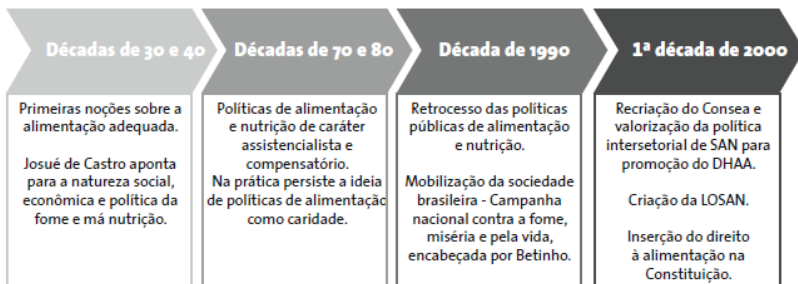 Décadas de 30 e 40
Primeiras noções sobre a
alimentação adequada.
Josué de Castro aponta
para a natureza social,
econômica e política da
fome e má nutrição.
Décadas de 70 e 80
Políticas de alimentação
e nutrição de caráter
assistencialista e
compensatório.
Na prática persiste a ideia
de políticas de alimentação
como caridade.
Década de 1990
Retrocesso das políticas
públicas de alimentação
e nutrição.
Mobilização da sociedade
brasileira - Campanha
nacional contra a fome,
miséria e pela vida,
encabeçada por Betinho.
1ª década de 2000
Recriação do Consea e
valorização da política
intersetorial de SAN para
promoção do DHAA.
Criação da LOSAN.
Inserção do direito
à alimentação na
Constituição.